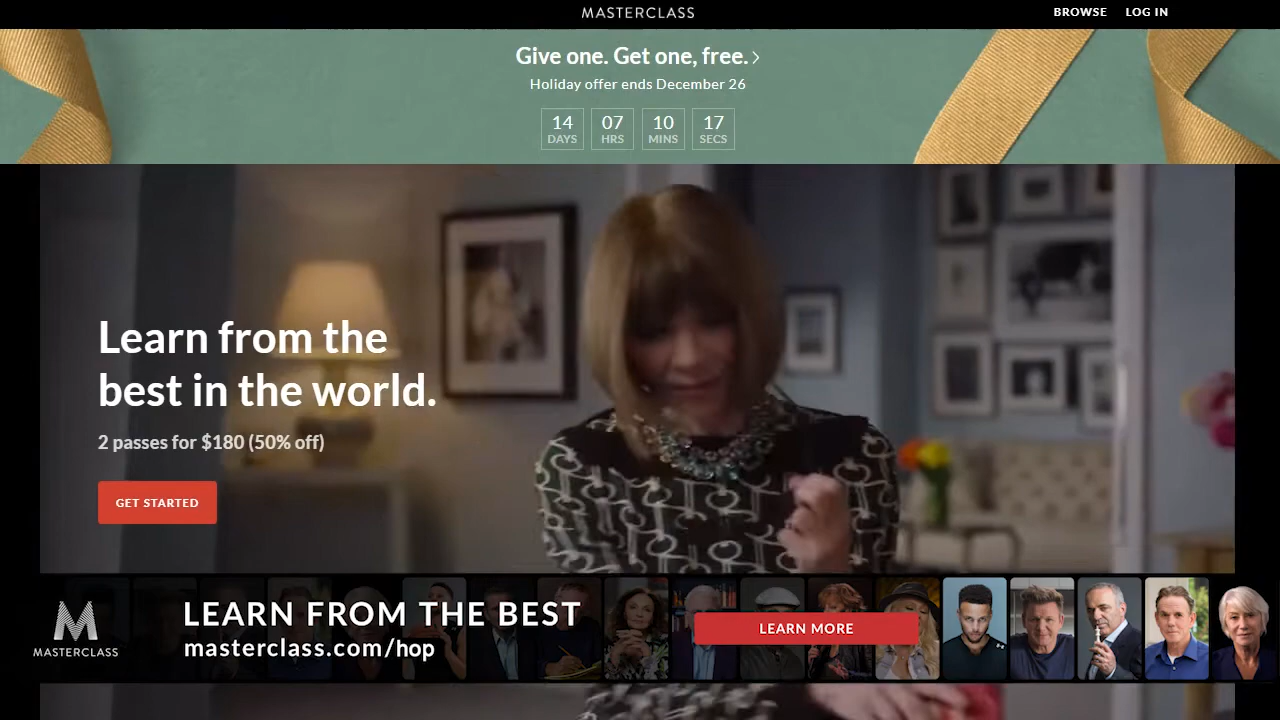 MASTERCLASS
BROWSE LOG IN
Give one. Get one, free. >
Holiday offer ends December 26
14 07 10 17
DAYS HRS MINS SECS
Learn from the
best in the world.
2 passes for $180 (50% off)
GET STARTED
LEARN FROM THE BEST
LEARN MORE
MASTERCLASS
masterclass.com/hop